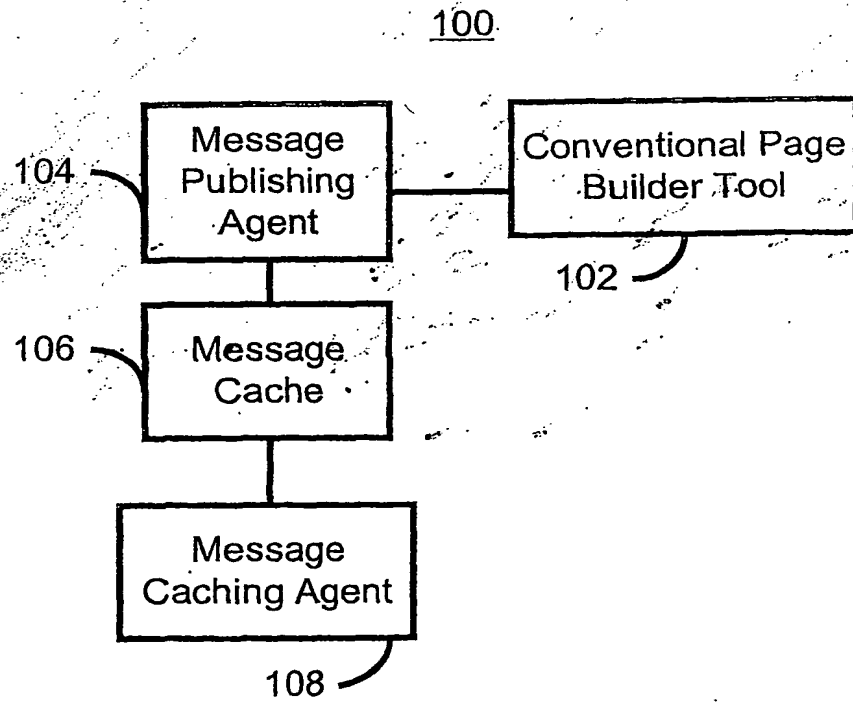 100
Message
Publishing
Agent
104
Conventional Page
Builder Tool
102
Message
Cache
106
Message
Caching Agent
108